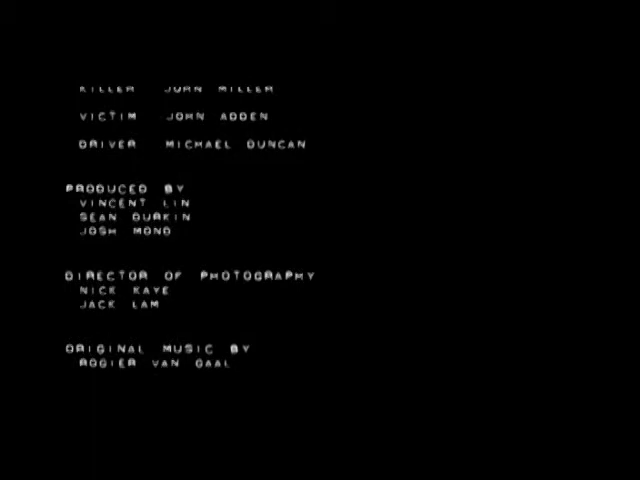 KILLER JOHN MILLER
VICTIM JOHN ADDEN
DRIVER MICHAEL DUNCAN
PRODUCED BY
VINCENT LIN
SEAN DURKIN
JOSH MOND
DIRECTOR OF PHOTOGRAPHY
NICK KAYE
JACK LAM
ORIGINAL MUSIC BY
ROGIER VAN GAAL